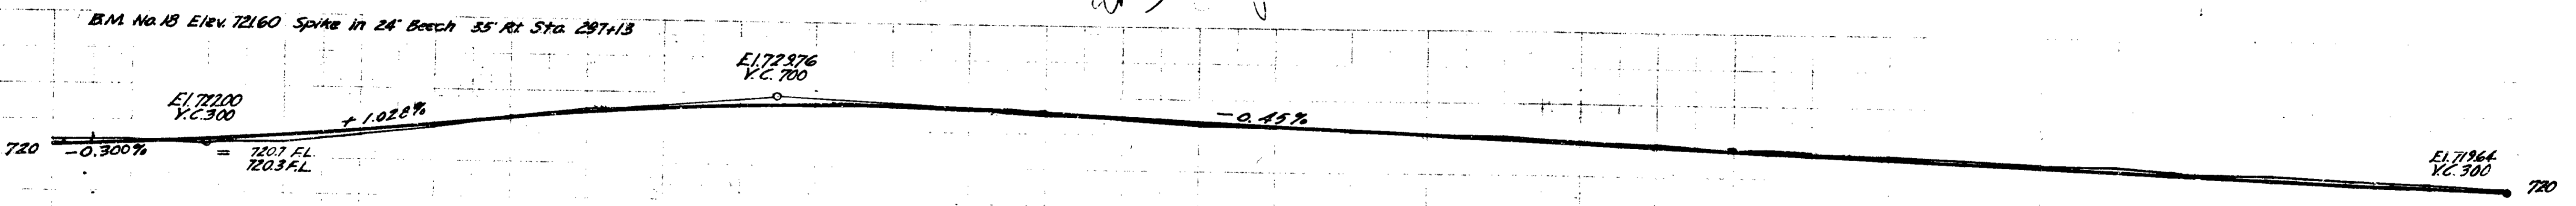 B.M. No. 18 Elev. 721.60 Spike in 24" Beech 35' Rt. Sta. 297+13
El. 729.76
V.C. 700
El. 722.00
V.C. 300
+ 1.028%
- 0.45%
720
-0.300%
= 720.7 F.L.
720.3 F.L.
El. 719.64
V.C. 300
720